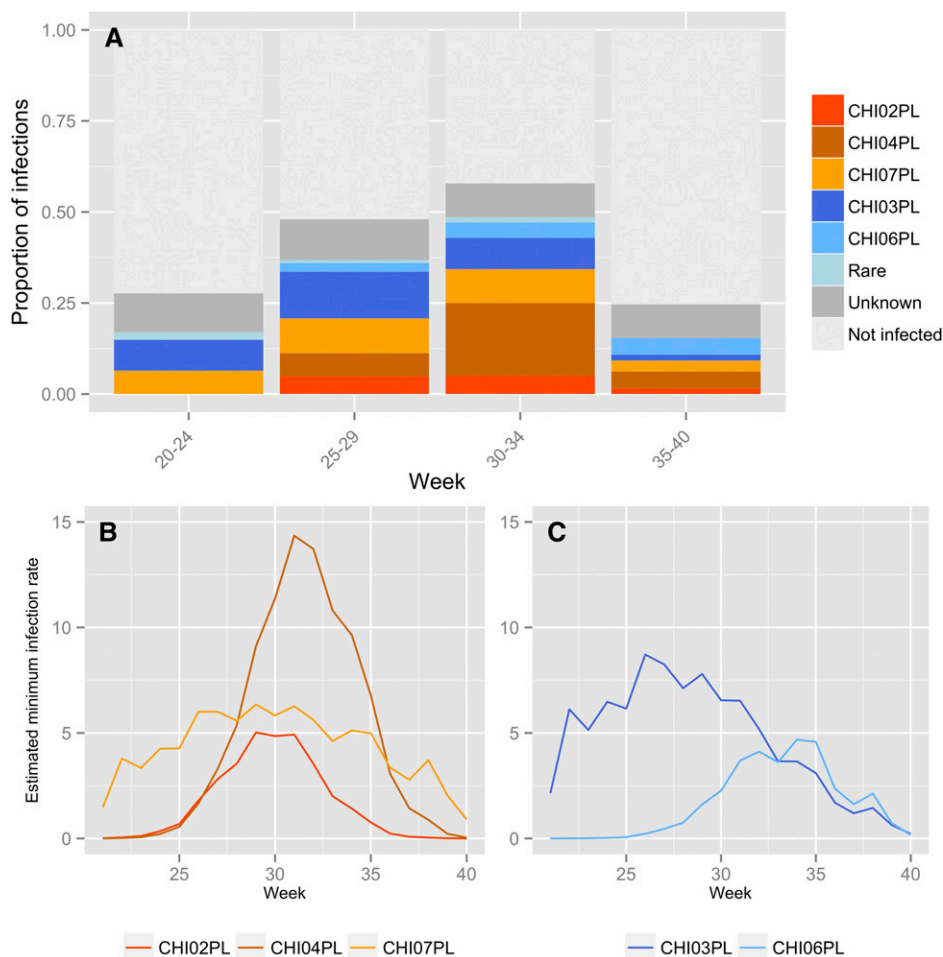 A
1.00
0.75
0.50
0.25
0.00
Proportion of infections
20-24
25-29
30-34
35-40
Week
CHI02PL
CHI04PL
CHI07PL
CHI03PL
CHI06PL
Rare
Unknown
Not infected
B
15
10
5
0
Estimated minimum infection rate
25
30
35
40
Week
CHI02PL
CHI04PL
CHI07PL
C
15
10
5
0
25
30
35
40
Week
CHI03PL
CHI06PL